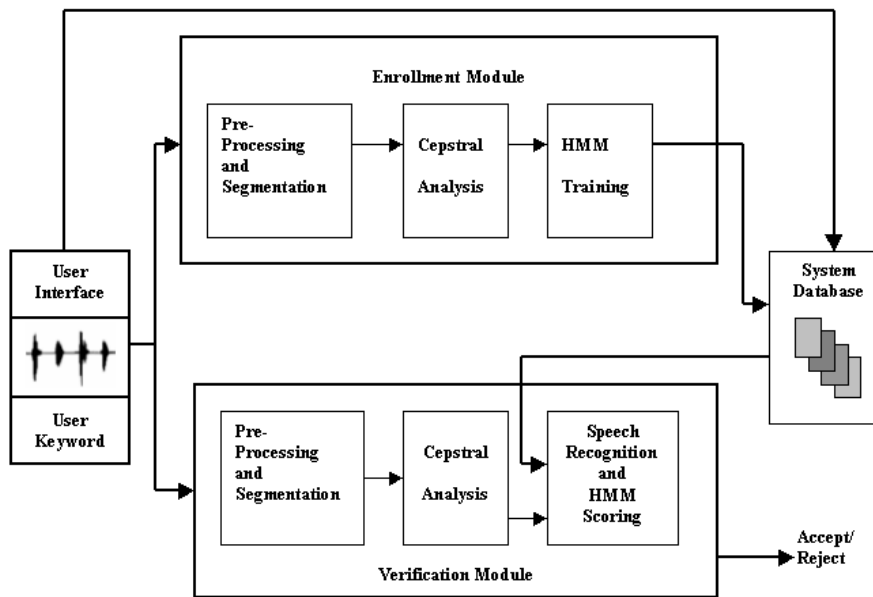 Enrollment Module
Pre-
Processing
and
Segmentation
Cepstral
Analysis
HMM
Training
User
Interface
User
Keyword
System
Database
Pre-
Processing
and
Segmentation
Cepstral
Analysis
Speech
Recognition
and
HMM
Scoring
Verification Module
Accept/
Reject